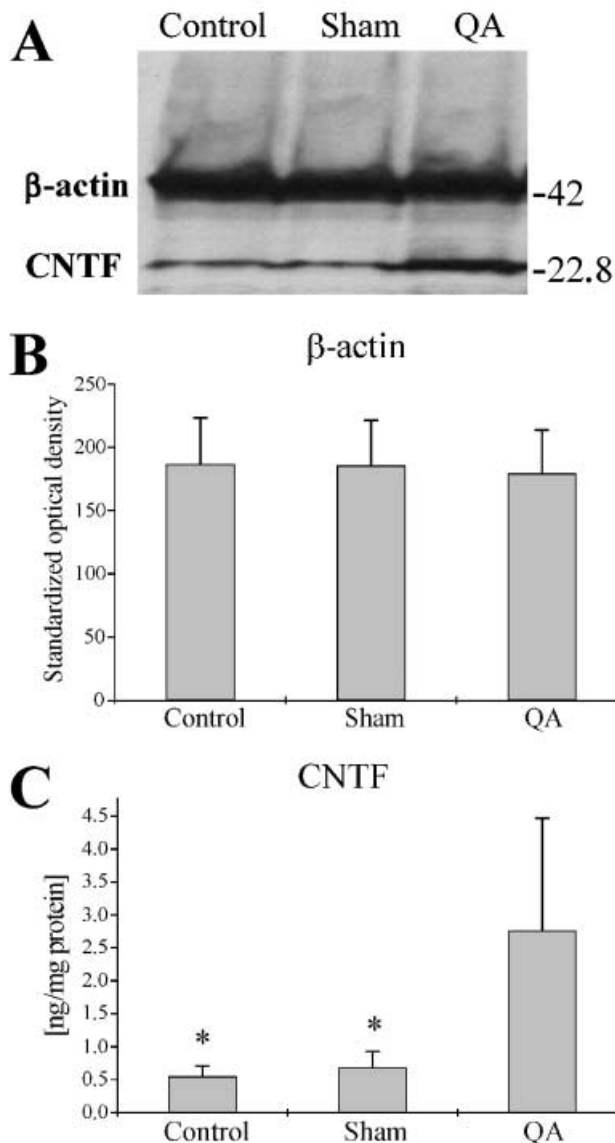 A
Control Sham QA
β-actin
-42
CNTF
-22.8
B
β-actin
Standardized optical density
250
200
150
100
50
0
Control Sham QA
C
CNTF
[ng/mg protein]
4.5
4.0
3.5
3.0
2.5
2.0
1.5
1.0
0.5
0,0
* *
Control Sham QA